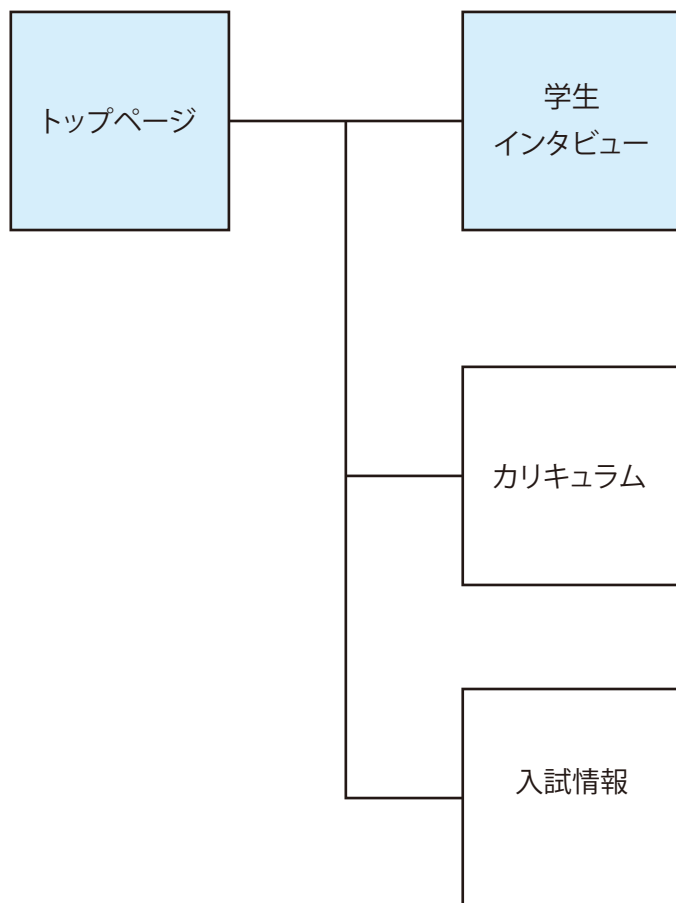 トップページ
学生
インタビュー
カリキュラム
入試情報